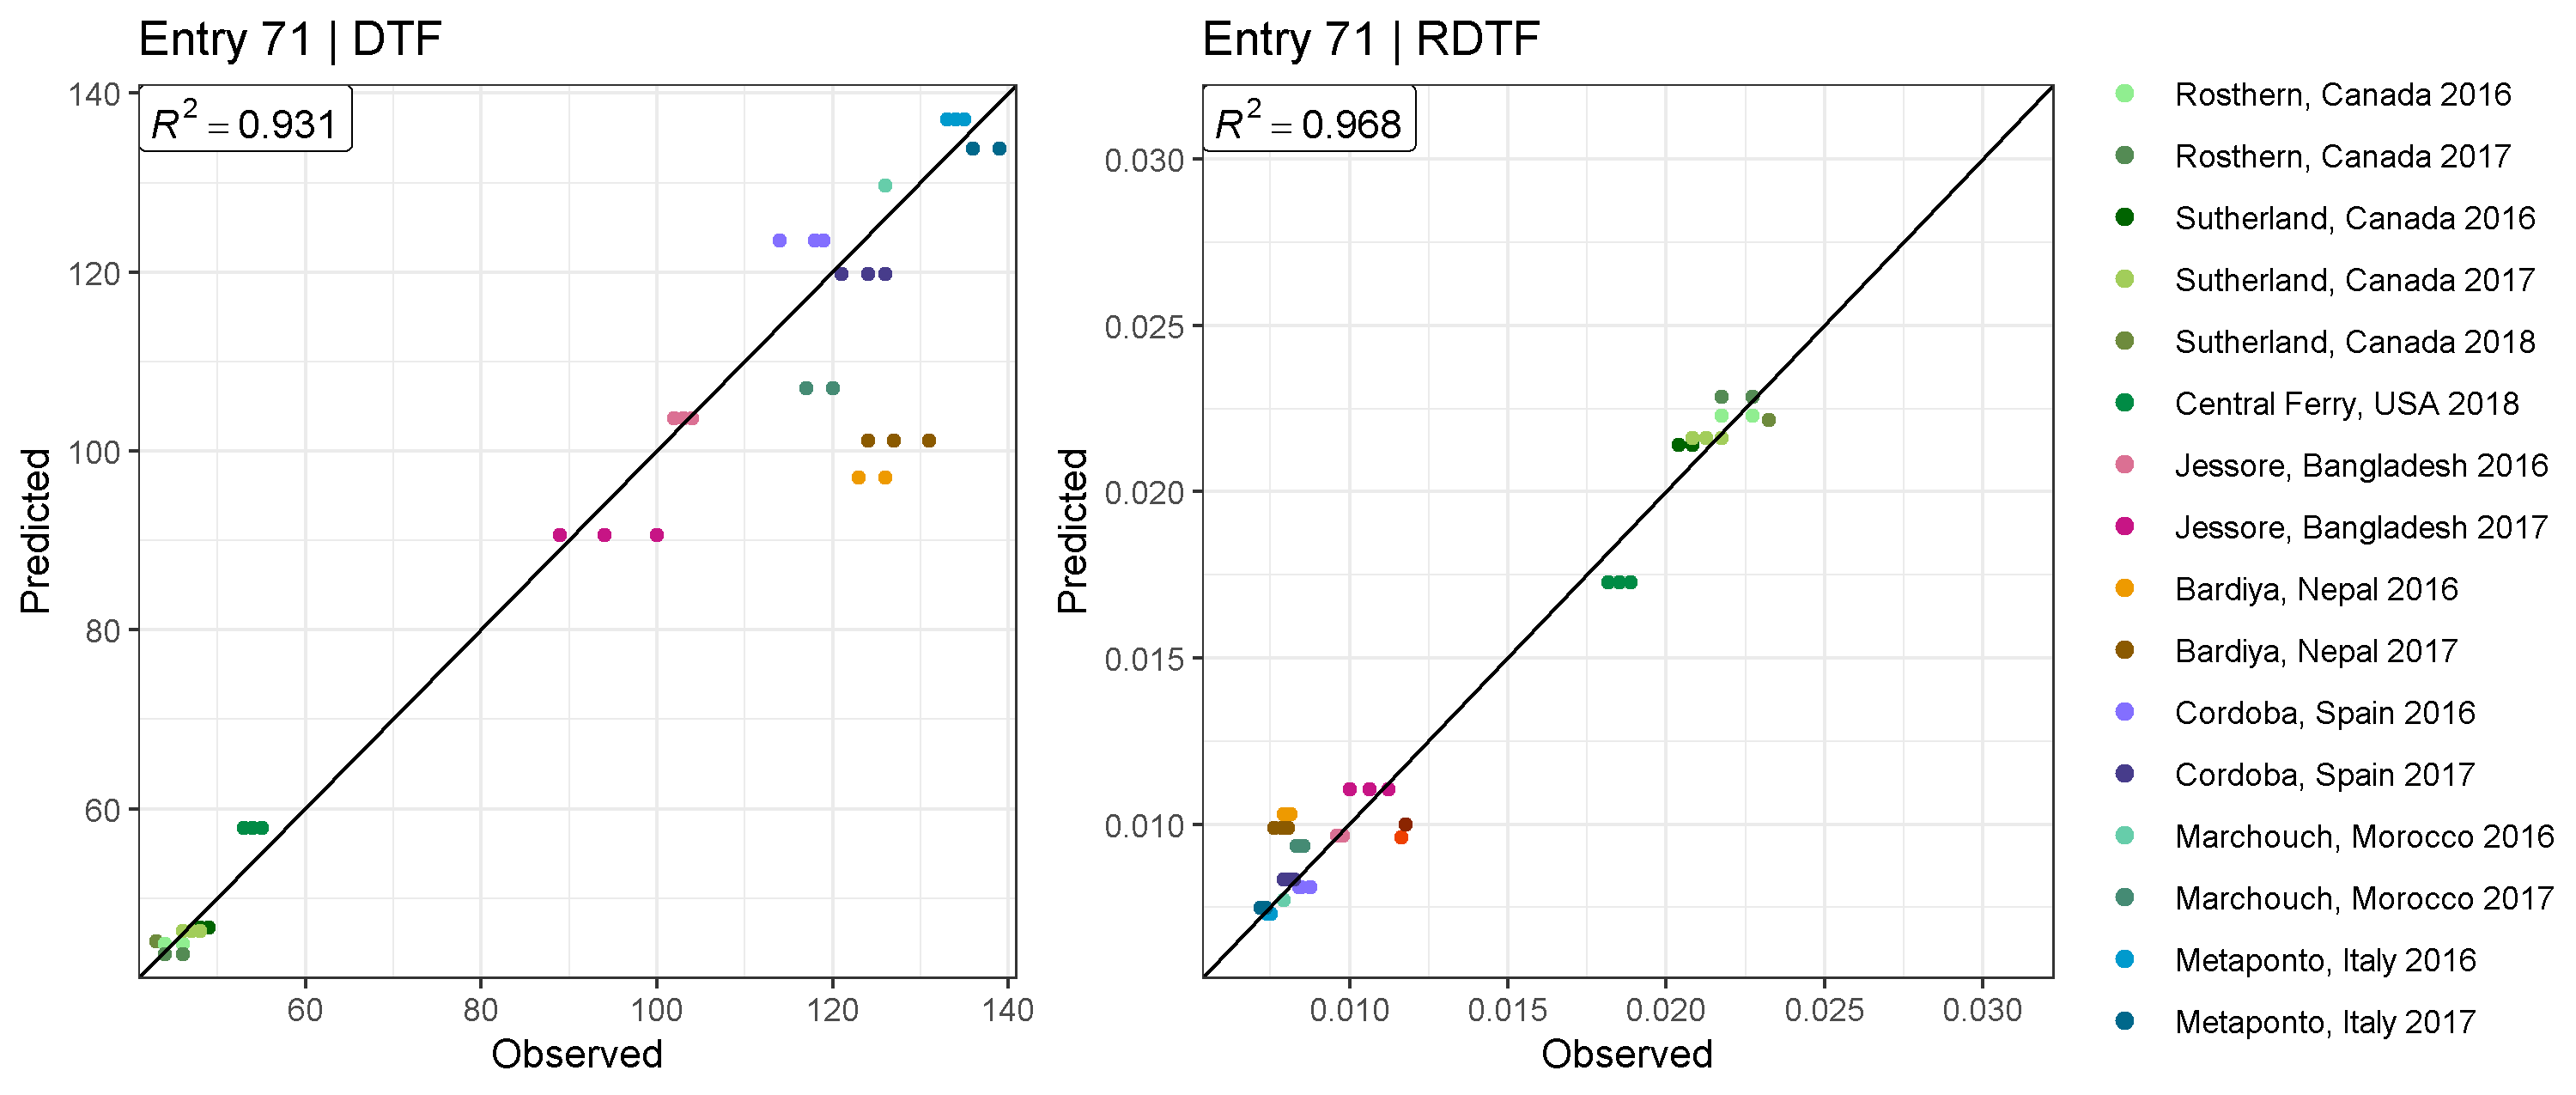 Entry 71 | DTF
R² = 0.931
140
120
100
80
60
Predicted
60 80 100 120 140
Observed
Entry 71 | RDTF
R² = 0.968
0.030
0.025
0.020
0.015
0.010
Predicted
0.010 0.015 0.020 0.025 0.030
Observed
Rosthern, Canada 2016
Rosthern, Canada 2017
Sutherland, Canada 2016
Sutherland, Canada 2017
Sutherland, Canada 2018
Central Ferry, USA 2018
Jessore, Bangladesh 2016
Jessore, Bangladesh 2017
Bardiya, Nepal 2016
Bardiya, Nepal 2017
Cordoba, Spain 2016
Cordoba, Spain 2017
Marchouch, Morocco 2016
Marchouch, Morocco 2017
Metaponto, Italy 2016
Metaponto, Italy 2017